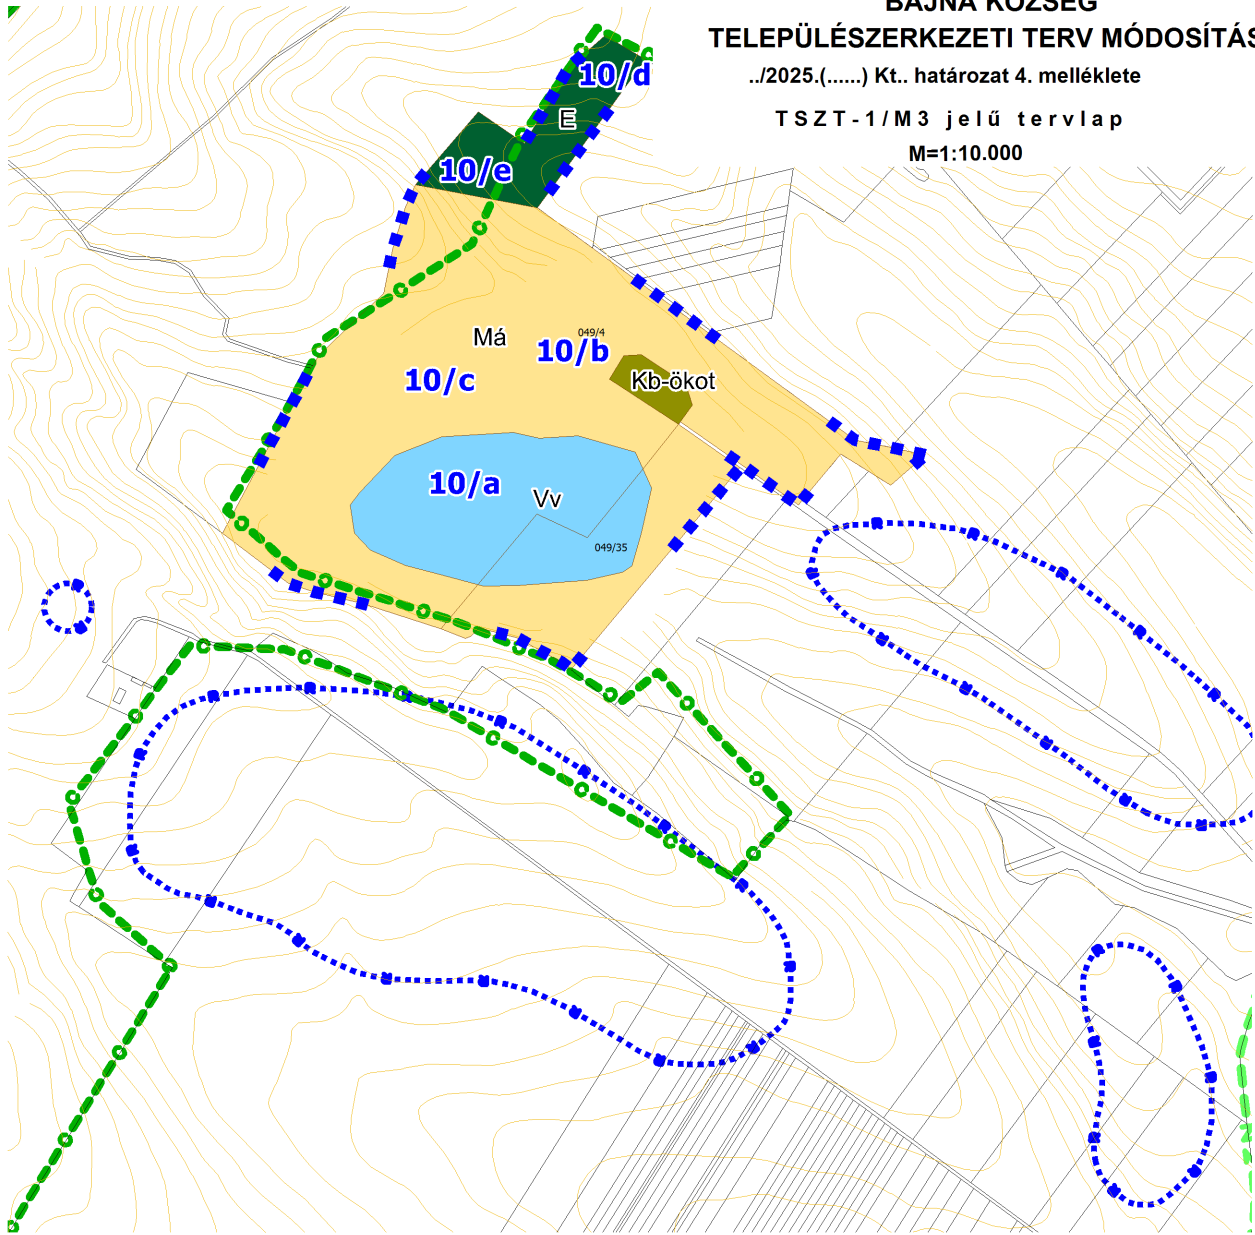 BAJNA KÖZSÉG
TELEPÜLÉSZERKEZETI TERV MÓDOSÍTÁS
../2025.(......) Kt.. határozat 4. melléklete
TSZT-1/M3 jelű tervlap
M=1:10.000
10/d
E
10/e
049/4
Má
10/b
10/c
Kb-ökot
10/a
Vv
049/35